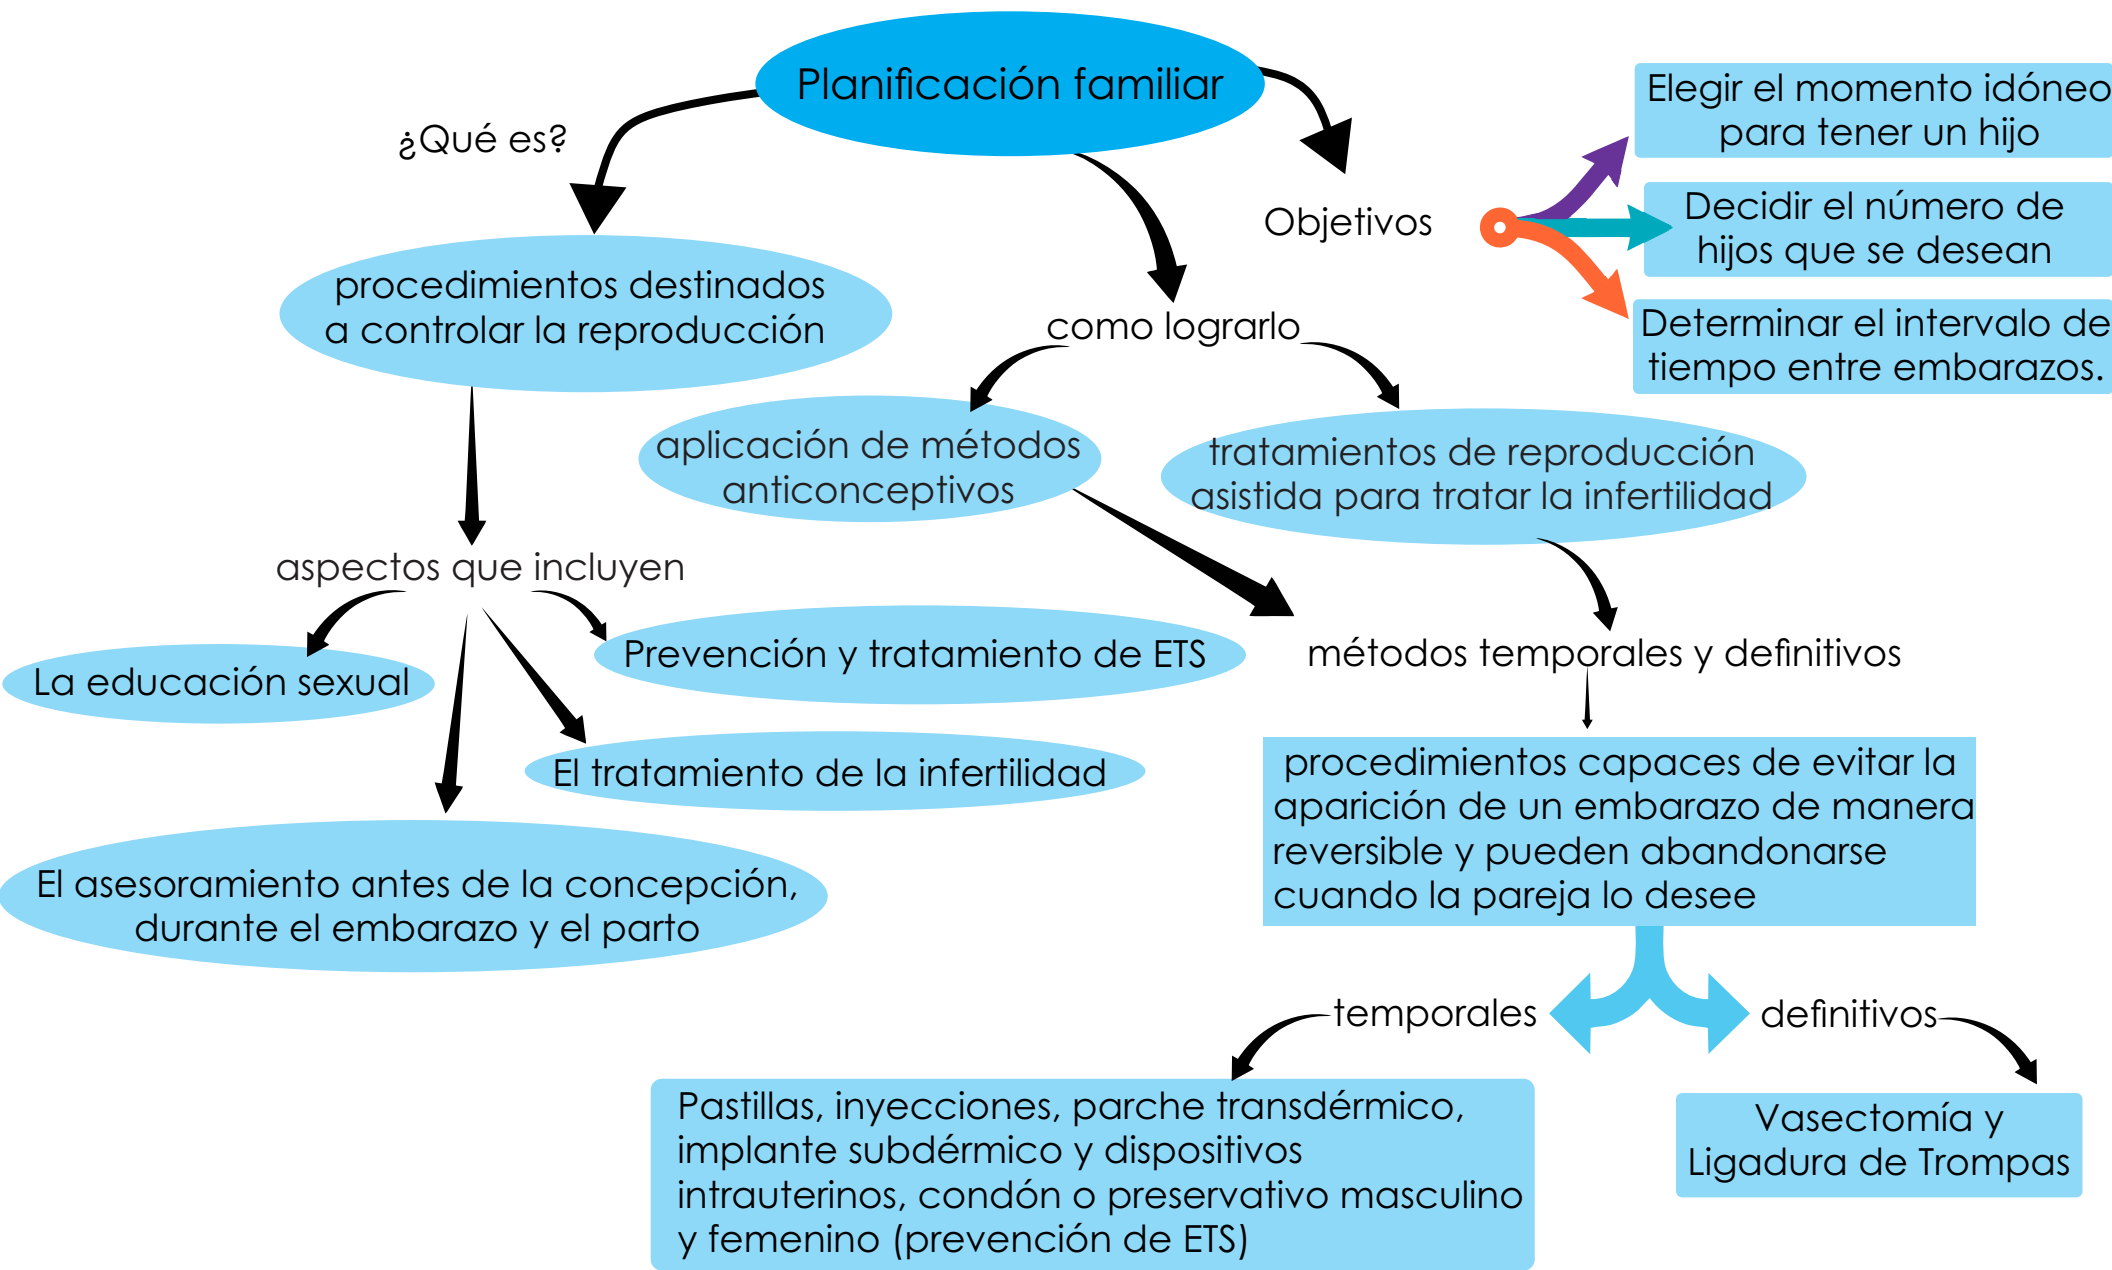 Planificación familiar
¿Qué es?
procedimientos destinados
a controlar la reproducción
aspectos que incluyen
La educación sexual
Prevención y tratamiento de ETS
El tratamiento de la infertilidad
El asesoramiento antes de la concepción,
durante el embarazo y el parto
como lograrlo
aplicación de métodos
anticonceptivos
tratamientos de reproducción
asistida para tratar la infertilidad
métodos temporales y definitivos
procedimientos capaces de evitar la
aparición de un embarazo de manera
reversible y pueden abandonarse
cuando la pareja lo desee
temporales
Pastillas, inyecciones, parche transdérmico,
implante subdérmico y dispositivos
intrauterinos, condón o preservativo masculino
y femenino (prevención de ETS)
definitivos
Vasectomía y
Ligadura de Trompas
Objetivos
Elegir el momento idóneo
para tener un hijo
Decidir el número de
hijos que se desean
Determinar el intervalo de
tiempo entre embarazos.